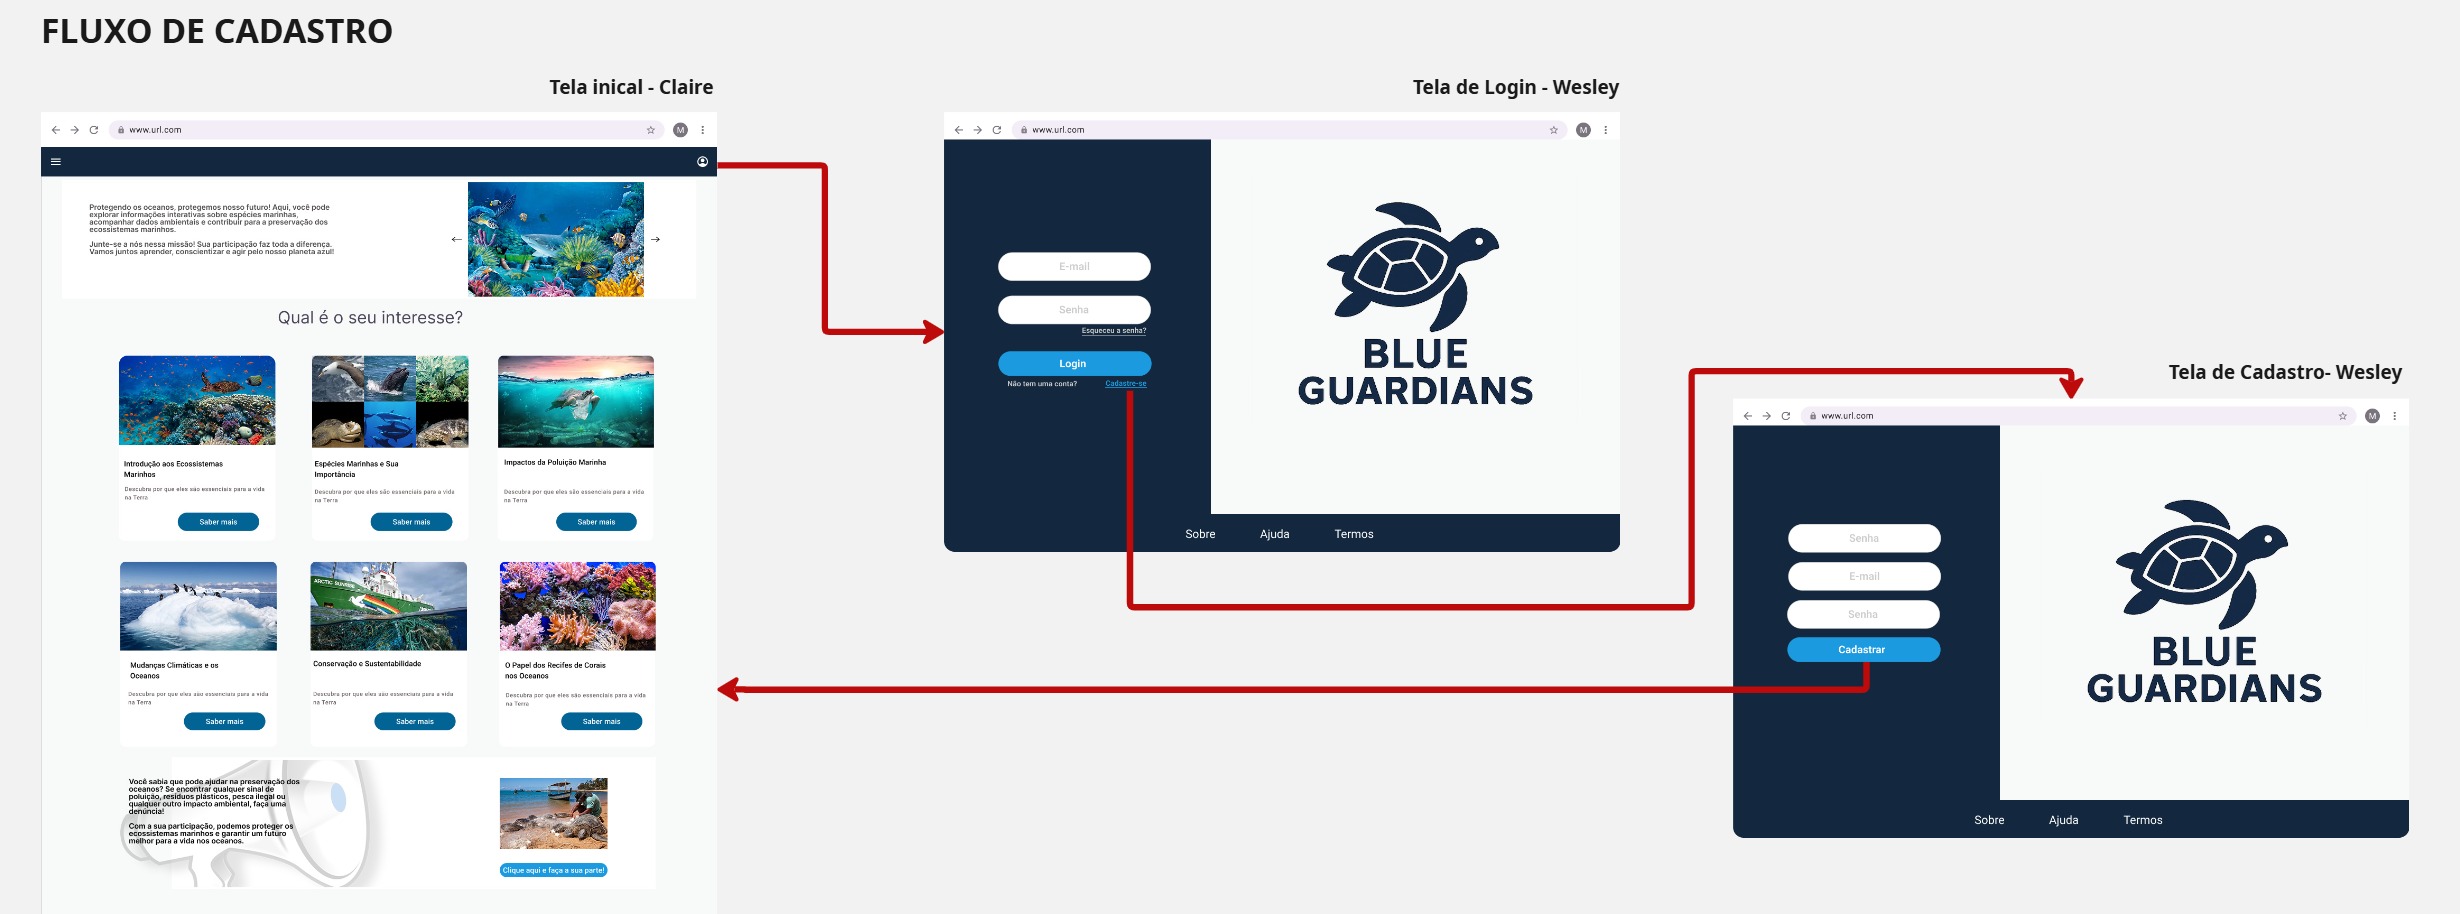 FLUXO DE CADASTRO
Tela inical - Claire
www.url.com
M
Protegendo os oceanos, protegemos nosso futuro! Aqui, você pode
explorar informações interativas sobre espécies marinhas,
acompanhar dados ambientais e contribuir para a preservação dos
ecossistemas marinhos.
Junte-se a nós nessa missão! Sua participação faz toda a diferença.
Vamos juntos aprender, conscientizar e agir pelo nosso planeta azul!
Qual é o seu interesse?
Introdução aos Ecossistemas
Marinhos
Descubra por que eles são essenciais para a vida
na Terra
Saber mais
Espécies Marinhas e Sua
Importância
Descubra por que eles são essenciais para a vida
na Terra
Saber mais
Impactos da Poluição Marinha
Descubra por que eles são essenciais para a vida
na Terra
Saber mais
Mudanças Climáticas e os
Oceanos
Descubra por que eles são essenciais para a vida
na Terra
Saber mais
ARCTIC SUNRISE
Conservação e Sustentabilidade
Descubra por que eles são essenciais para a vida
na Terra
Saber mais
O Papel dos Recifes de Corais
nos Oceanos
Descubra por que eles são essenciais para a vida
na Terra
Saber mais
Você sabia que pode ajudar na preservação dos
oceanos? Se encontrar qualquer sinal de
poluição, resíduos plásticos, pesca ilegal ou
qualquer outro impacto ambiental, faça uma
denúncia!
Com a sua participação, podemos proteger os
ecossistemas marinhos e garantir um futuro
melhor para a vida nos oceanos.
Clique aqui e faça a sua parte!
Tela de Login - Wesley
www.url.com
M
E-mail
Senha
Esqueceu a senha?
Login
Não tem uma conta? Cadastre-se
BLUE
GUARDIANS
Sobre Ajuda Termos
Tela de Cadastro- Wesley
www.url.com
M
Senha
E-mail
Senha
Cadastrar
BLUE
GUARDIANS
Sobre Ajuda Termos